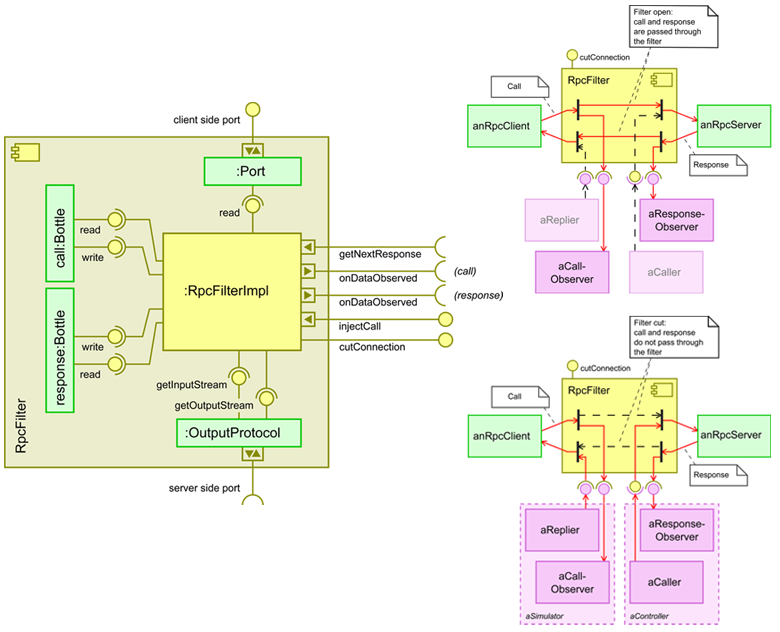 client side port
:Port
read
call:Bottle
read
write
:RpcFilterImpl
getNextResponse
onDataObserved
(call)
onDataObserved
(response)
injectCall
cutConnection
response:Bottle
write
read
getInputStream
getOutputStream
:OutputProtocol
RpcFilter
server side port
Filter open:
call and response
are passed through
the filter
cutConnection
RpcFilter
Call
anRpcClient
anRpcServer
Response
aReplier
aResponse-
Observer
aCall-
Observer
aCaller
Filter cut:
call and response
do not pass through
the filter
cutConnection
RpcFilter
Call
anRpcClient
anRpcServer
Response
aReplier
aResponse-
Observer
aCall-
Observer
aCaller
aSimulator
aController